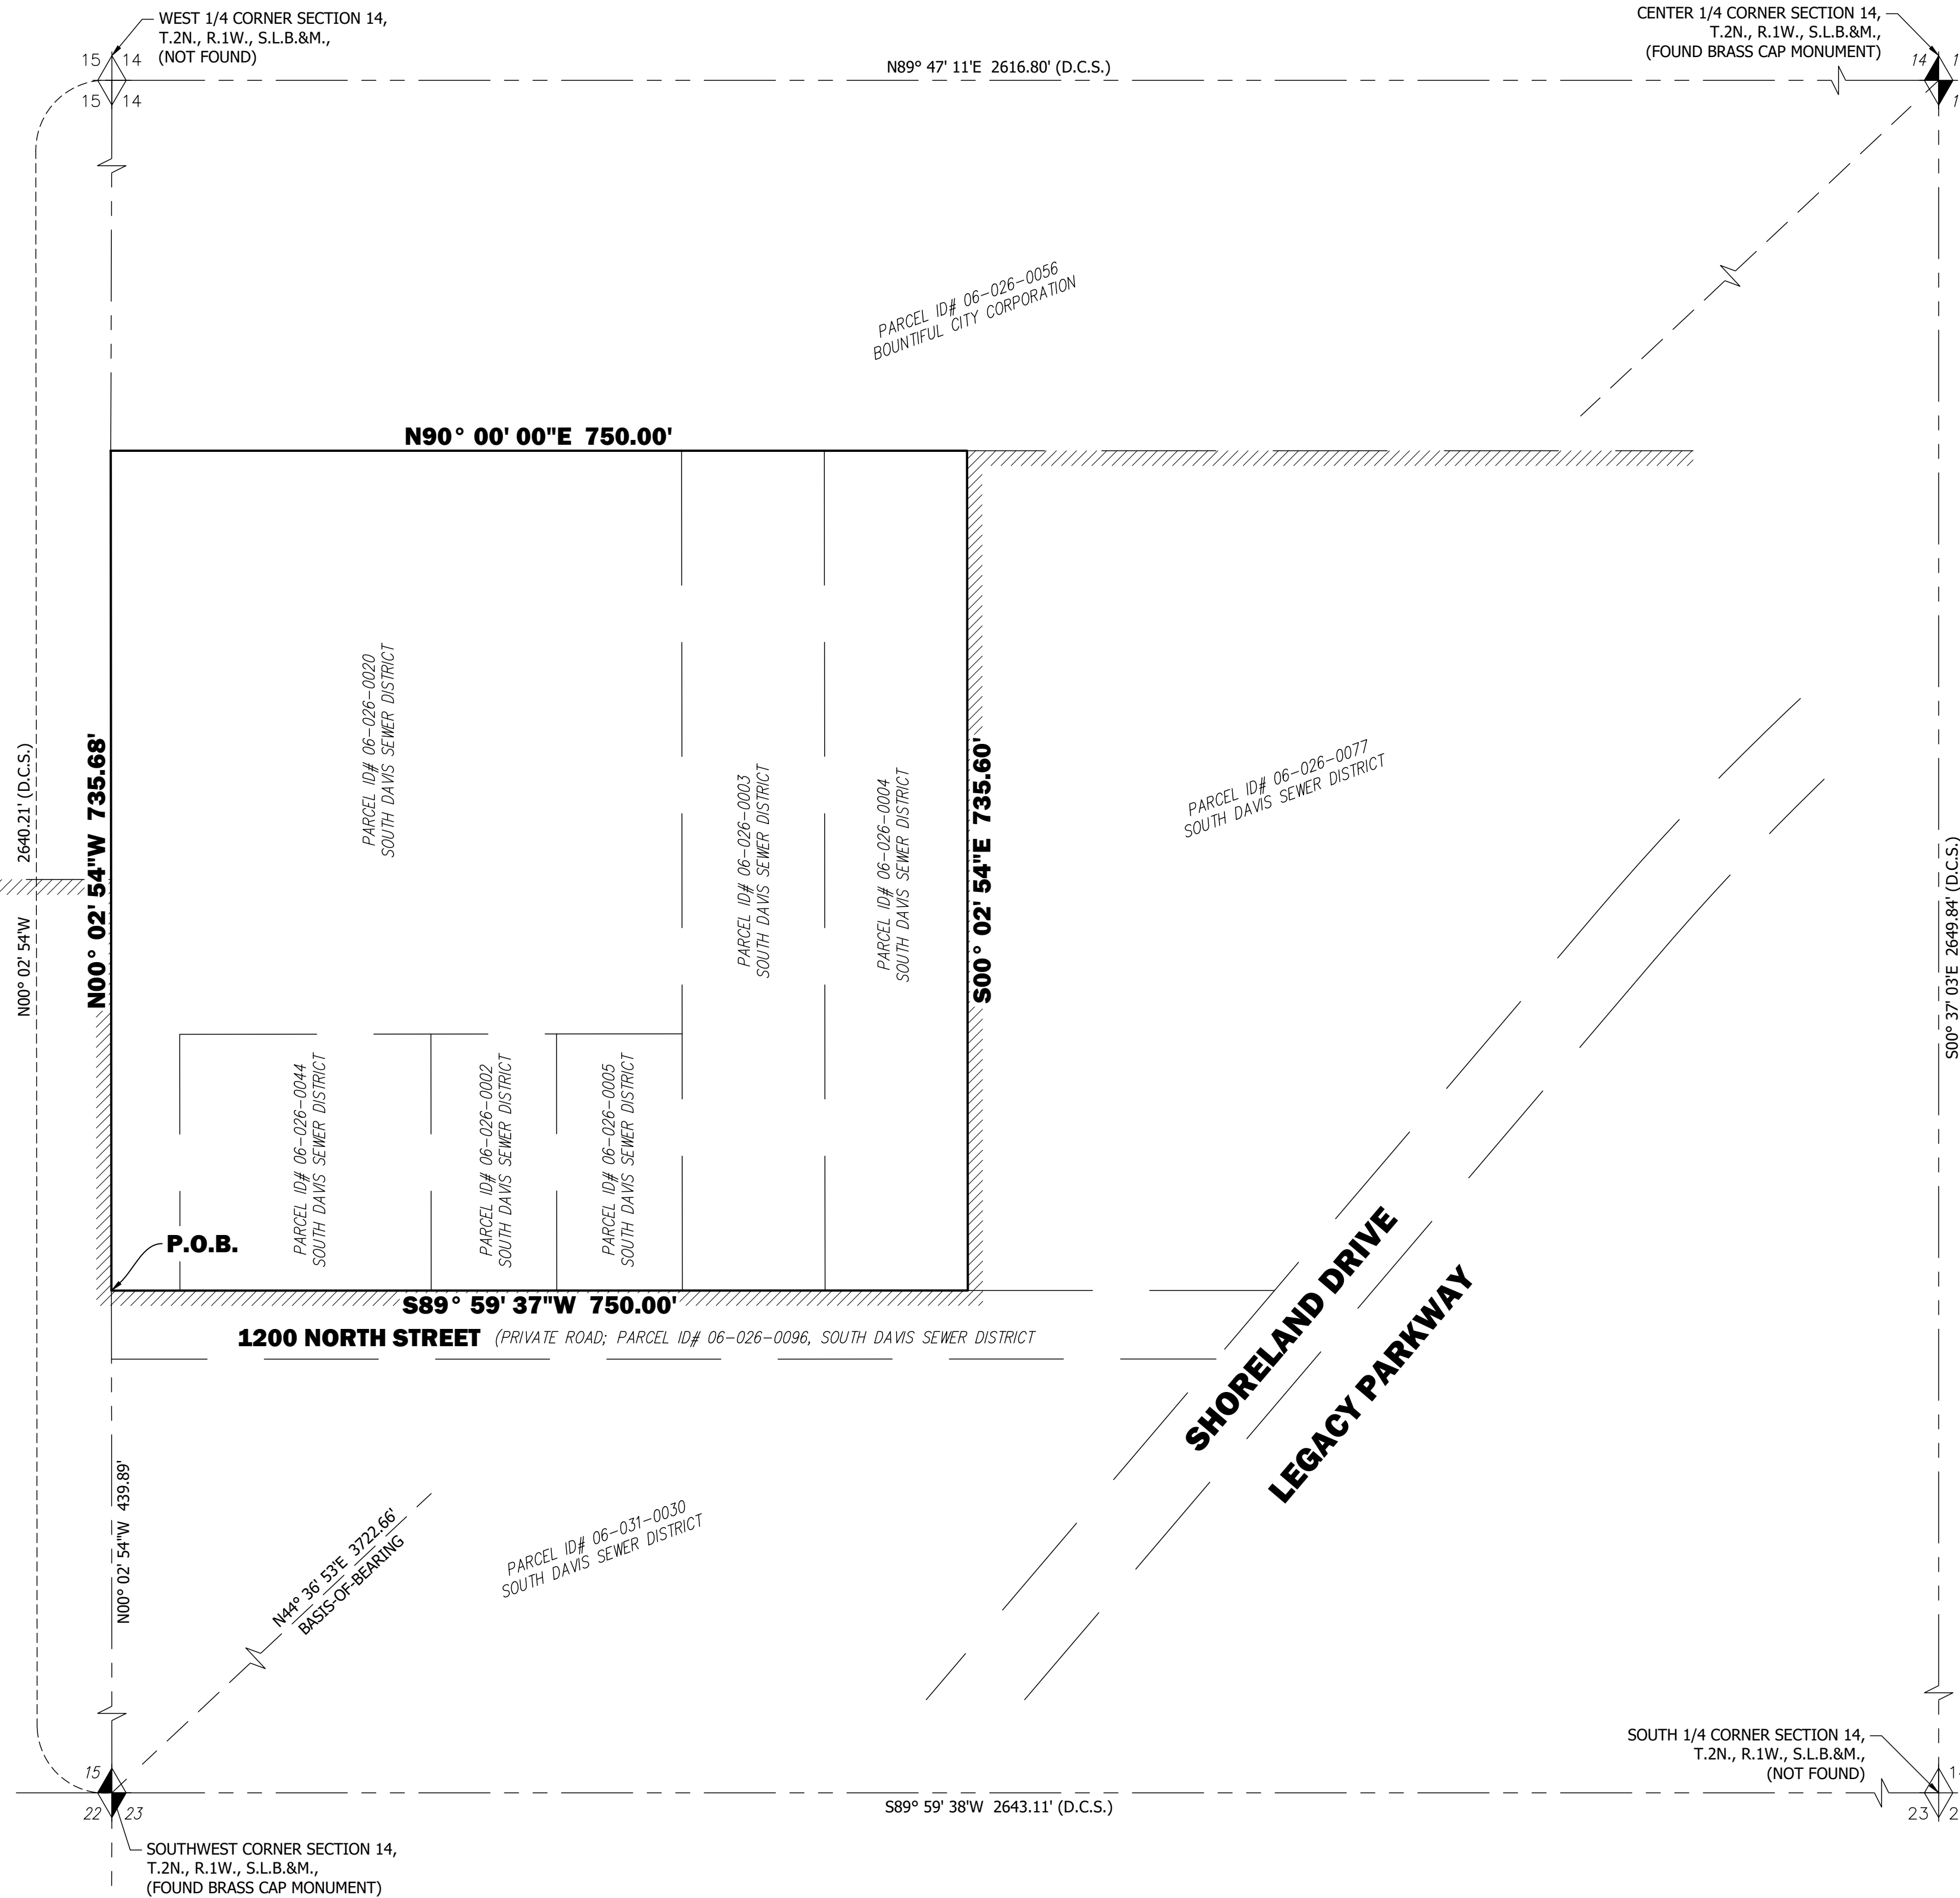 WEST 1/4 CORNER SECTION 14,
T.2N., R.1W., S.L.B.&M.,
(NOT FOUND)
15 14
15 14
N89° 47' 11'E 2616.80' (D.C.S.)
CENTER 1/4 CORNER SECTION 14,
T.2N., R.1W., S.L.B.&M.,
(FOUND BRASS CAP MONUMENT)
14
PARCEL ID# 06-026-0056
BOUNTIFUL CITY CORPORATION
N90° 00' 00"E 750.00'
N00° 02' 54'W 2640.21' (D.C.S.)
N00° 02' 54"W 735.68'
PARCEL ID# 06-026-0020
SOUTH DAVIS SEWER DISTRICT
PARCEL ID# 06-026-0003
SOUTH DAVIS SEWER DISTRICT
PARCEL ID# 06-026-0004
SOUTH DAVIS SEWER DISTRICT
S00° 02' 54"E 735.60'
PARCEL ID# 06-026-0077
SOUTH DAVIS SEWER DISTRICT
S00° 37' 03'E 2649.84' (D.C.S.)
PARCEL ID# 06-026-0044
SOUTH DAVIS SEWER DISTRICT
PARCEL ID# 06-026-0002
SOUTH DAVIS SEWER DISTRICT
PARCEL ID# 06-026-0005
SOUTH DAVIS SEWER DISTRICT
P.O.B.
S89° 59' 37"W 750.00'
1200 NORTH STREET (PRIVATE ROAD; PARCEL ID# 06-026-0096, SOUTH DAVIS SEWER DISTRICT
SHORELAND DRIVE
LEGACY PARKWAY
N00° 02' 54"W 439.89'
N44° 36' 53'E 3722.66'
BASIS-OF-BEARING
PARCEL ID# 06-031-0030
SOUTH DAVIS SEWER DISTRICT
SOUTH 1/4 CORNER SECTION 14,
T.2N., R.1W., S.L.B.&M.,
(NOT FOUND)
15
22 23
S89° 59' 38'W 2643.11' (D.C.S.)
23
SOUTHWEST CORNER SECTION 14,
T.2N., R.1W., S.L.B.&M.,
(FOUND BRASS CAP MONUMENT)